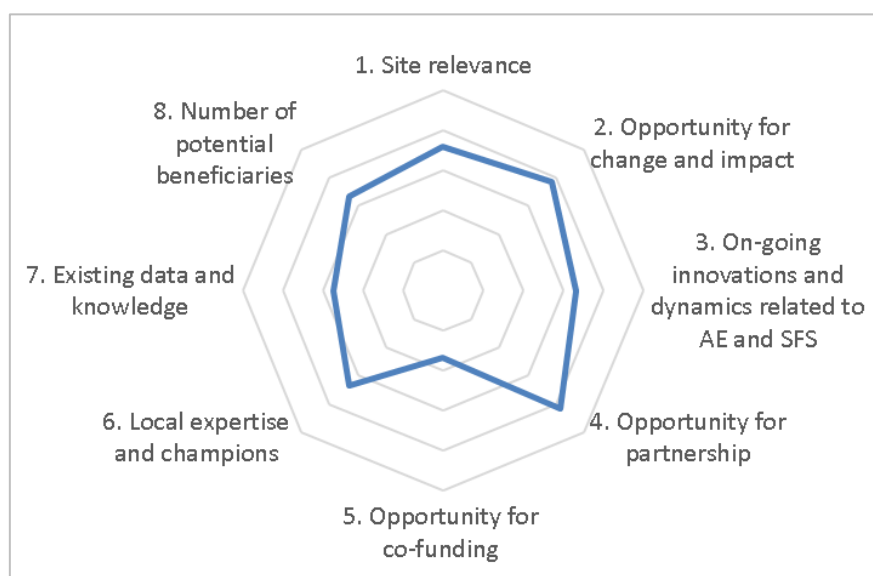 1. Site relevance
2. Opportunity for
change and impact
3. On-going
innovations and
dynamics related to
AE and SFS
4. Opportunity for
partnership
5. Opportunity for
co-funding
6. Local expertise
and champions
7. Existing data and
knowledge
8. Number of
potential
beneficiaries